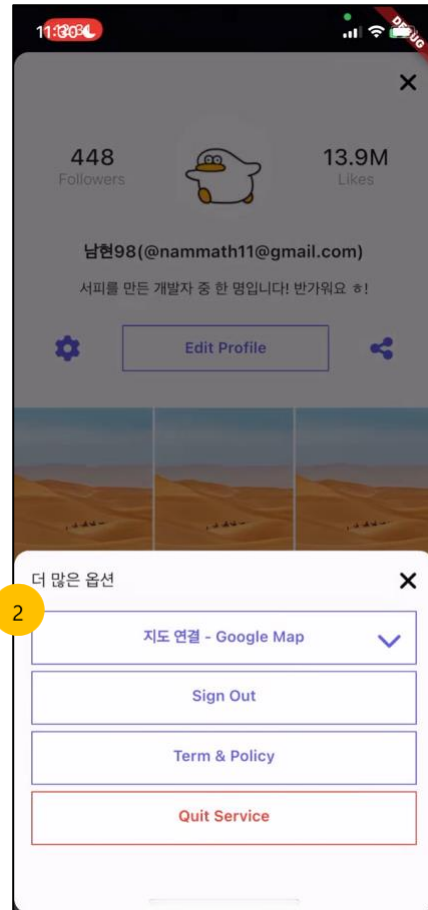 DEBUG
448
Followers
13.9M
Likes
남현98(@nammath11@gmail.com)
서피를 만든 개발자 중 한 명입니다! 반가워요 ㅎ!
Edit Profile
더 많은 옵션
2
지도 연결 - Google Map
Sign Out
Term & Policy
Quit Service